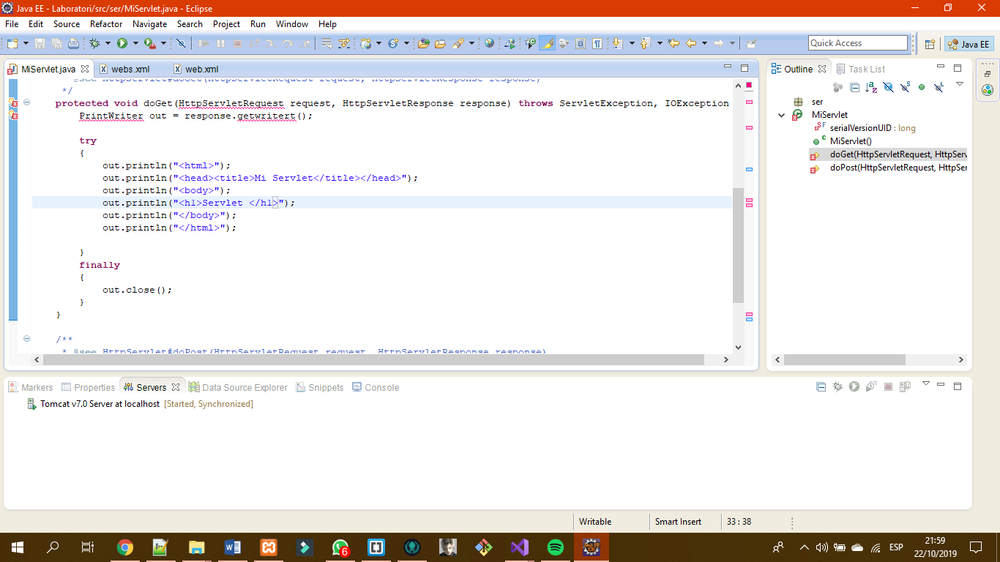 Java EE - Laboratori/src/ser/MiServlet.java - Eclipse
File Edit Source Refactor Navigate Search Project Run Window Help
Quick Access
Java EE
MiServlet.java
webs .xml
web.xml
* @see HttpServlet#doGet(HttpServletRequest request, HttpServletResponse response)
*/
protected void doGet(HttpServletRequest request, HttpServletResponse response) throws ServletException, IOException
PrintWriter out = response.getwritert();
try
{
out.println("<html>");
out.println("<head><title>Mi Servlet</title></head>");
out.println("<body>");
out.println("<h1>Servlet </h1>");
out.println("</body>");
out.println("</html>");
}
finally
{
out.close();
}
}
/**
* @see HttpServlet#doPost(HttpServletRequest request, HttpServletResponse response)
Outline
Task List
ser
MiServlet
serialVersionUID : long
MiServlet()
doGet(HttpServletRequest, HttpServ
doPost(HttpServletRequest, HttpSer
Markers Properties Servers Data Source Explorer Snippets Console
Tomcat v7.0 Server at localhost [Started, Synchronized]
Writable
Smart Insert
33 : 38
6
ESP
21:59
22/10/2019